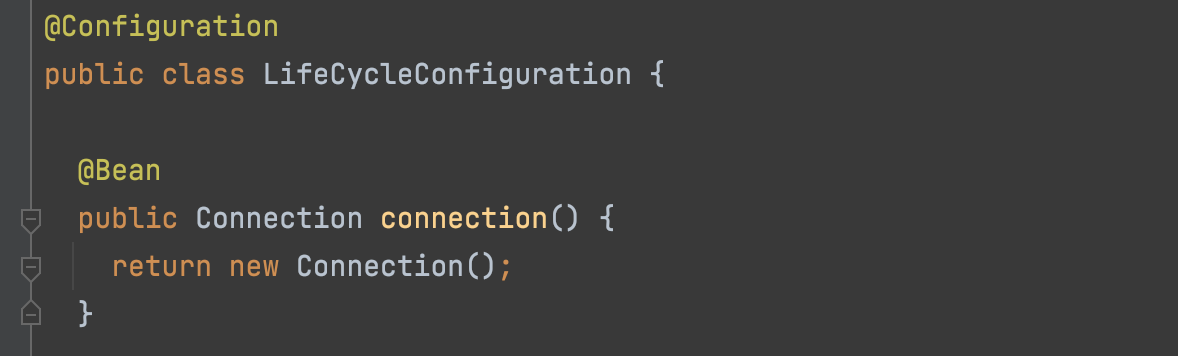 @Configuration
public class LifeCycleConfiguration {
@Bean
public Connection connection() {
return new Connection();
}